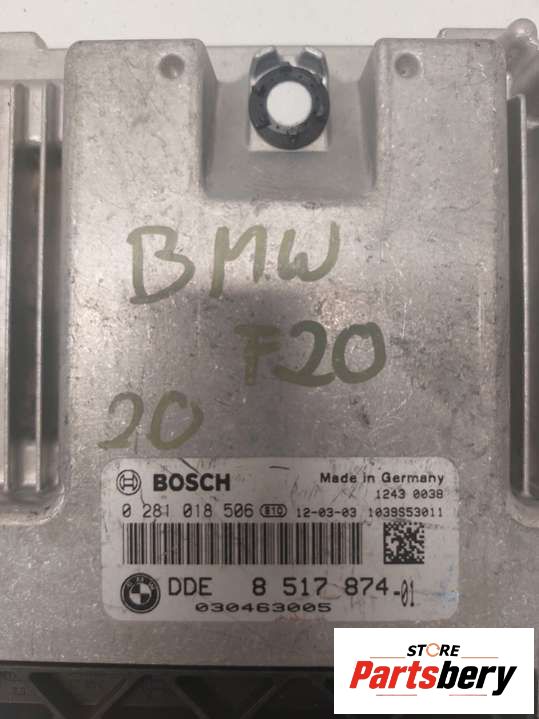 BMW
F20
20
BOSCH Made in Germany
1243 0038
0 281 018 506 B10 12-03-03 1039S53011
DDE 8 517 874-01
030463005
STORE
Partsbery